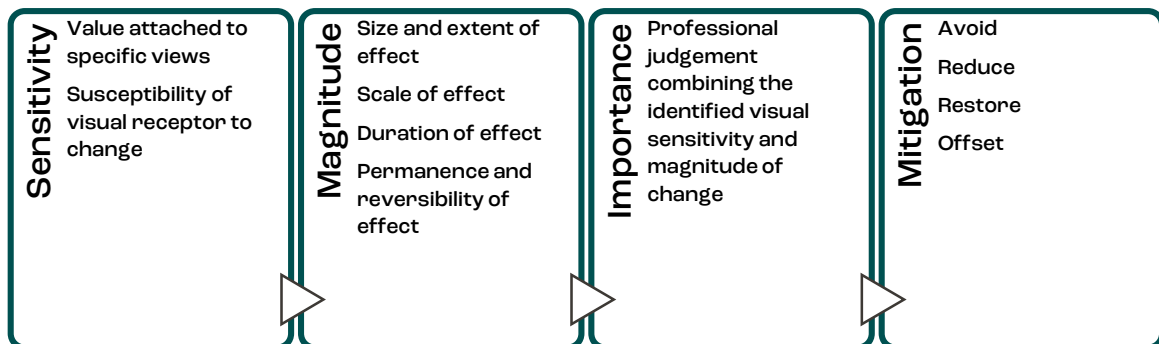 Sensitivity
Value attached to
specific views
Susceptibility of
visual receptor to
change
Magnitude
Size and extent of
effect
Scale of effect
Duration of effect
Permanence and
reversibility of
effect
Importance
Professional
judgement
combining the
identified visual
sensitivity and
magnitude of
change
Mitigation
Avoid
Reduce
Restore
Offset